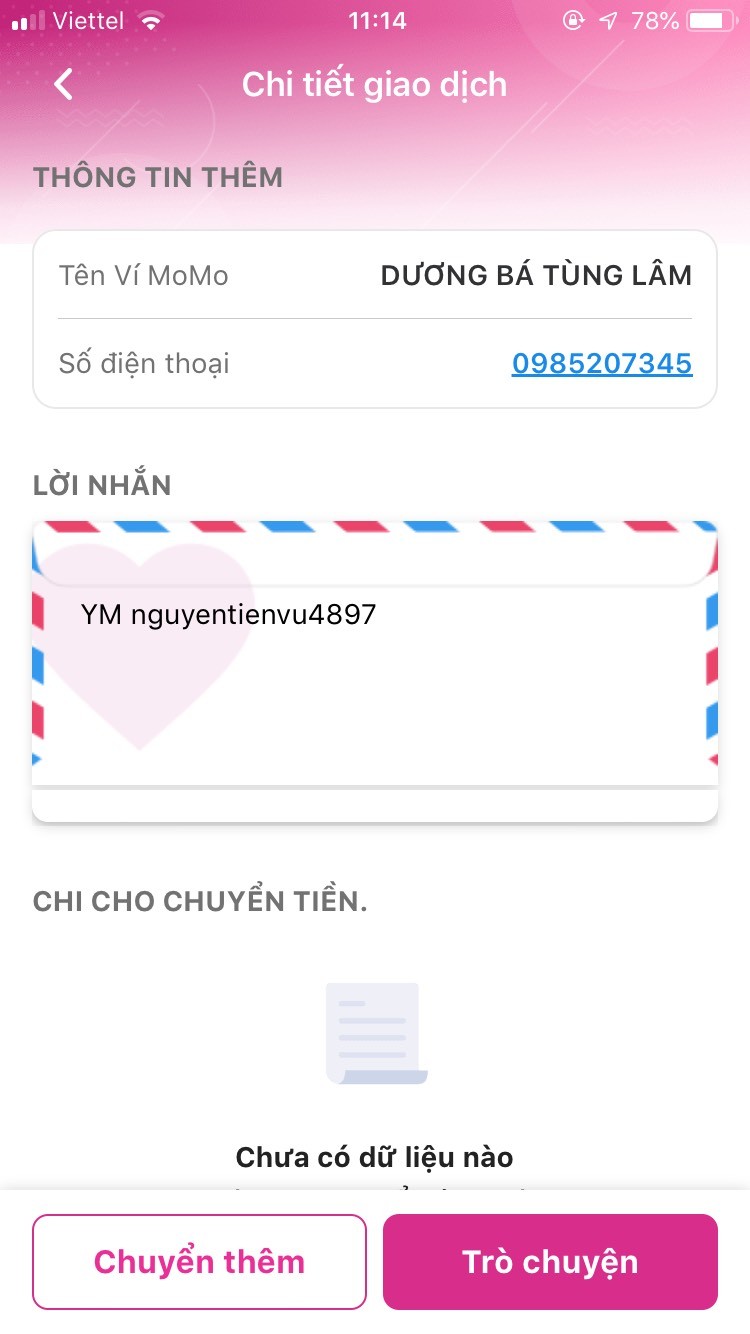 Viettel 11:14 78%
Chi tiết giao dịch
THÔNG TIN THÊM
Tên Ví MoMo DƯƠNG BÁ TÙNG LÂM
Số điện thoại 0985207345
LỜI NHẮN
YM nguyentienvu4897
CHI CHO CHUYỂN TIỀN.
Chưa có dữ liệu nào
Chuyển thêm Trò chuyện